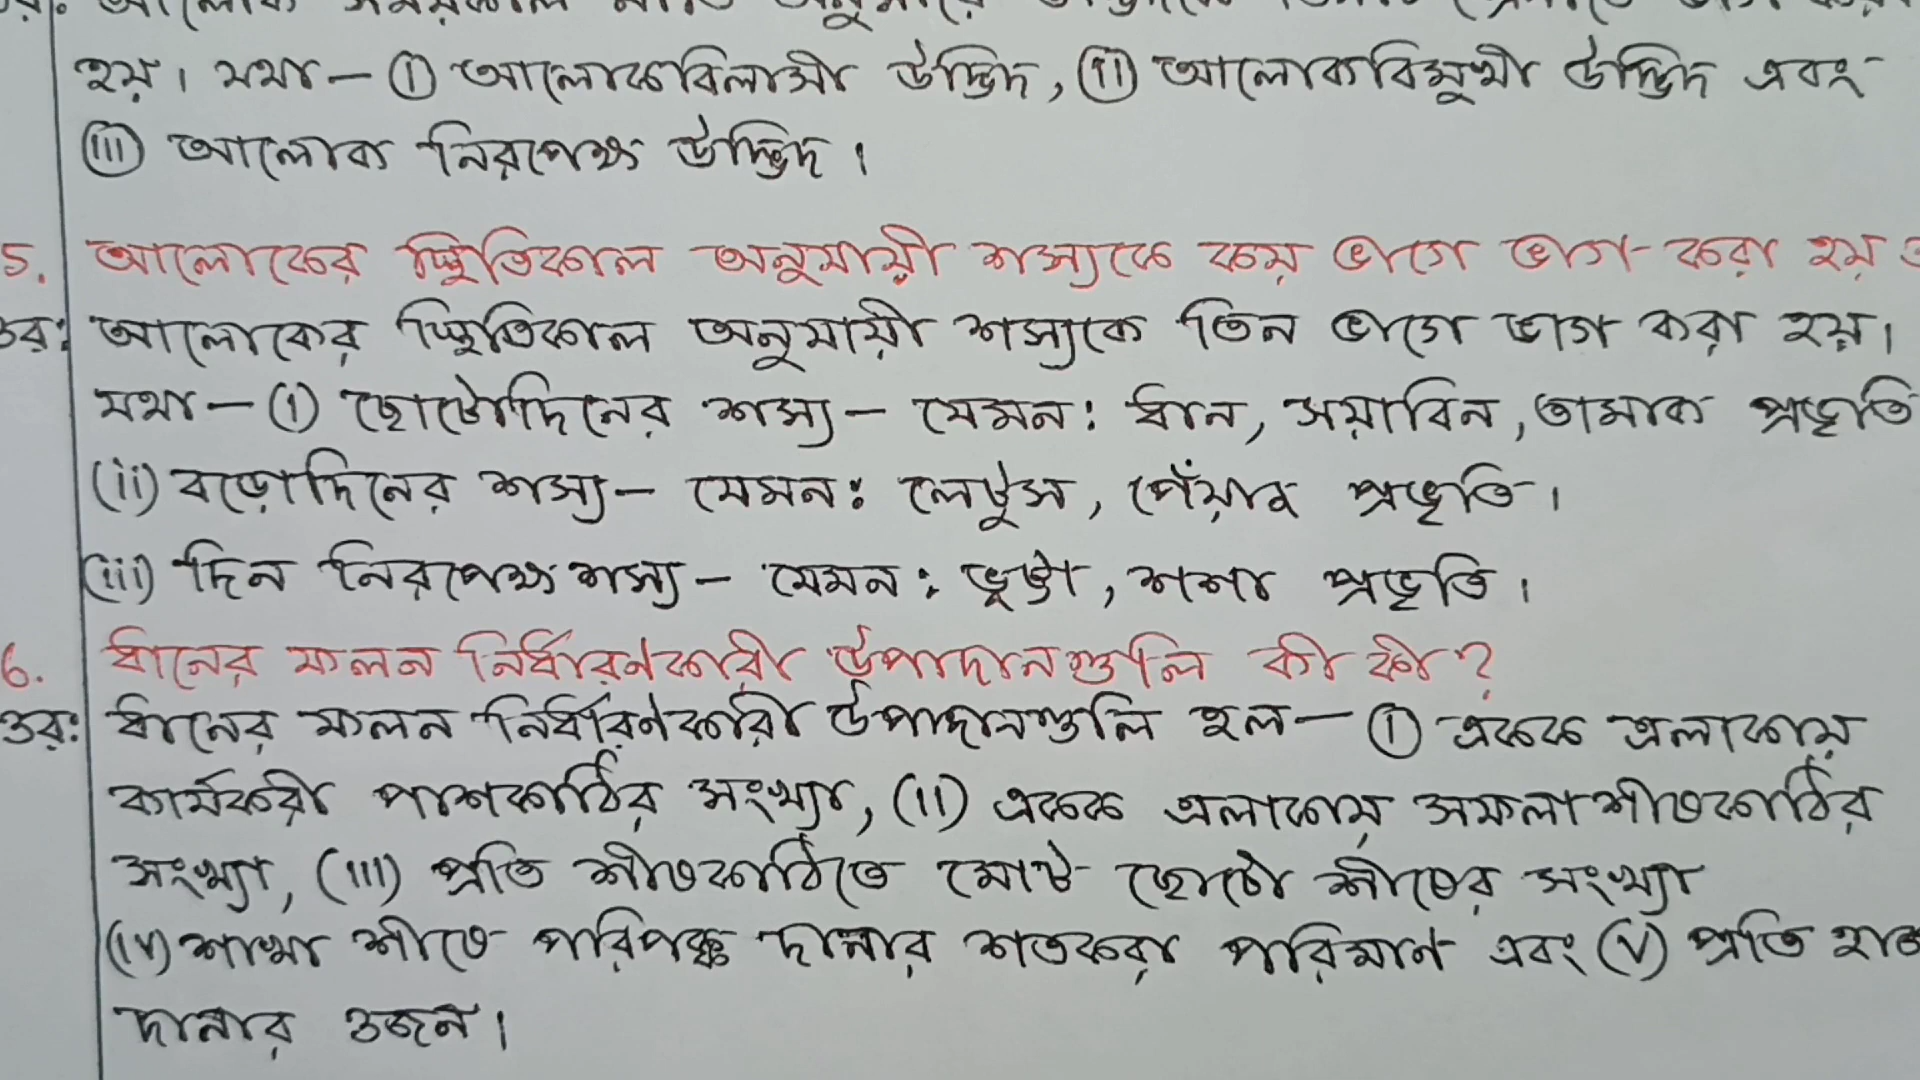 হয়। যথা— (i) আলোকবিলাসী উদ্ভিদ, (ii) আলোকবিমুখী উদ্ভিদ এবং
(iii) আলোক নিরপেক্ষ উদ্ভিদ।
5. আলোকের স্থিতিকাল অনুযায়ী শস্যকে কয় ভাগে ভাগ করা হয়
উঃ আলোকের স্থিতিকাল অনুযায়ী শস্যকে তিন ভাগে ভাগ করা হয়।
যথা— (i) ছোটোদিনের শস্য— যেমন: ধান, সয়াবিন, তামাক প্রভৃতি
(ii) বড়োদিনের শস্য— যেমন: লেটুস, পেঁয়াজ প্রভৃতি।
(iii) দিন নিরপেক্ষ শস্য— যেমন: ভুট্টা, শশা প্রভৃতি।
6. ধানের ফলন নির্ধারণকারী উপাদানগুলি কী কী?
উঃ ধানের ফলন নির্ধারণকারী উপাদানগুলি হল— (i) একক এলাকায়
কার্যকরী পাশকাঠির সংখ্যা, (ii) একক এলাকায় সফলা শীষকাঠির
সংখ্যা, (iii) প্রতি শীষকাঠিতে মোট ছোটো শীষের সংখ্যা
(iv) শাখা শীষে পরিপক্ক দানার শতকরা পরিমাণ এবং (v) প্রতি
দানার ওজন।